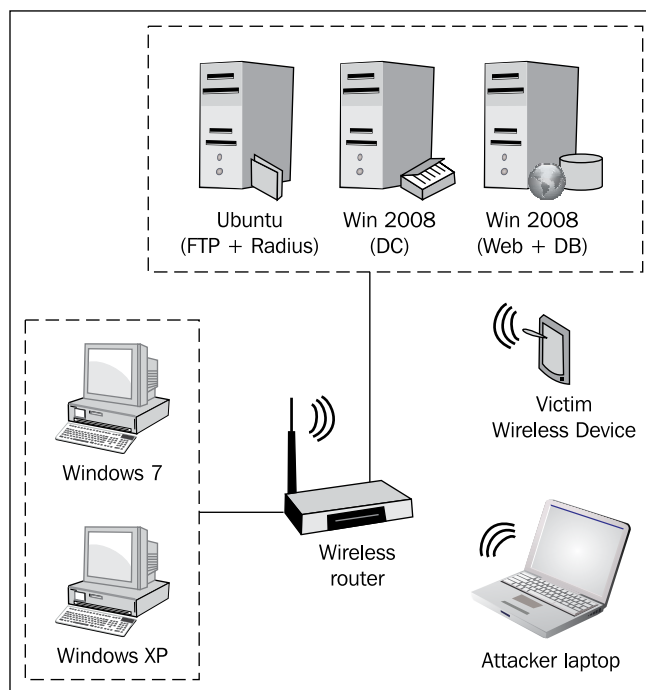 Ubuntu
(FTP + Radius)
Win 2008
(DC)
Win 2008
(Web + DB)
Windows 7
Windows XP
Wireless
router
Victim
Wireless Device
Attacker laptop